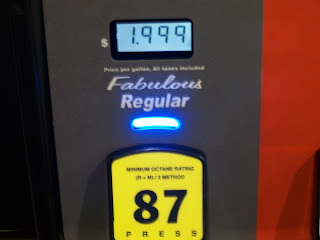 $ 1.999
Price per gallon, All taxes included
Fabulous
Regular
MINIMUM OCTANE RATING
(R + M) / 2 METHOD
87
PRESS